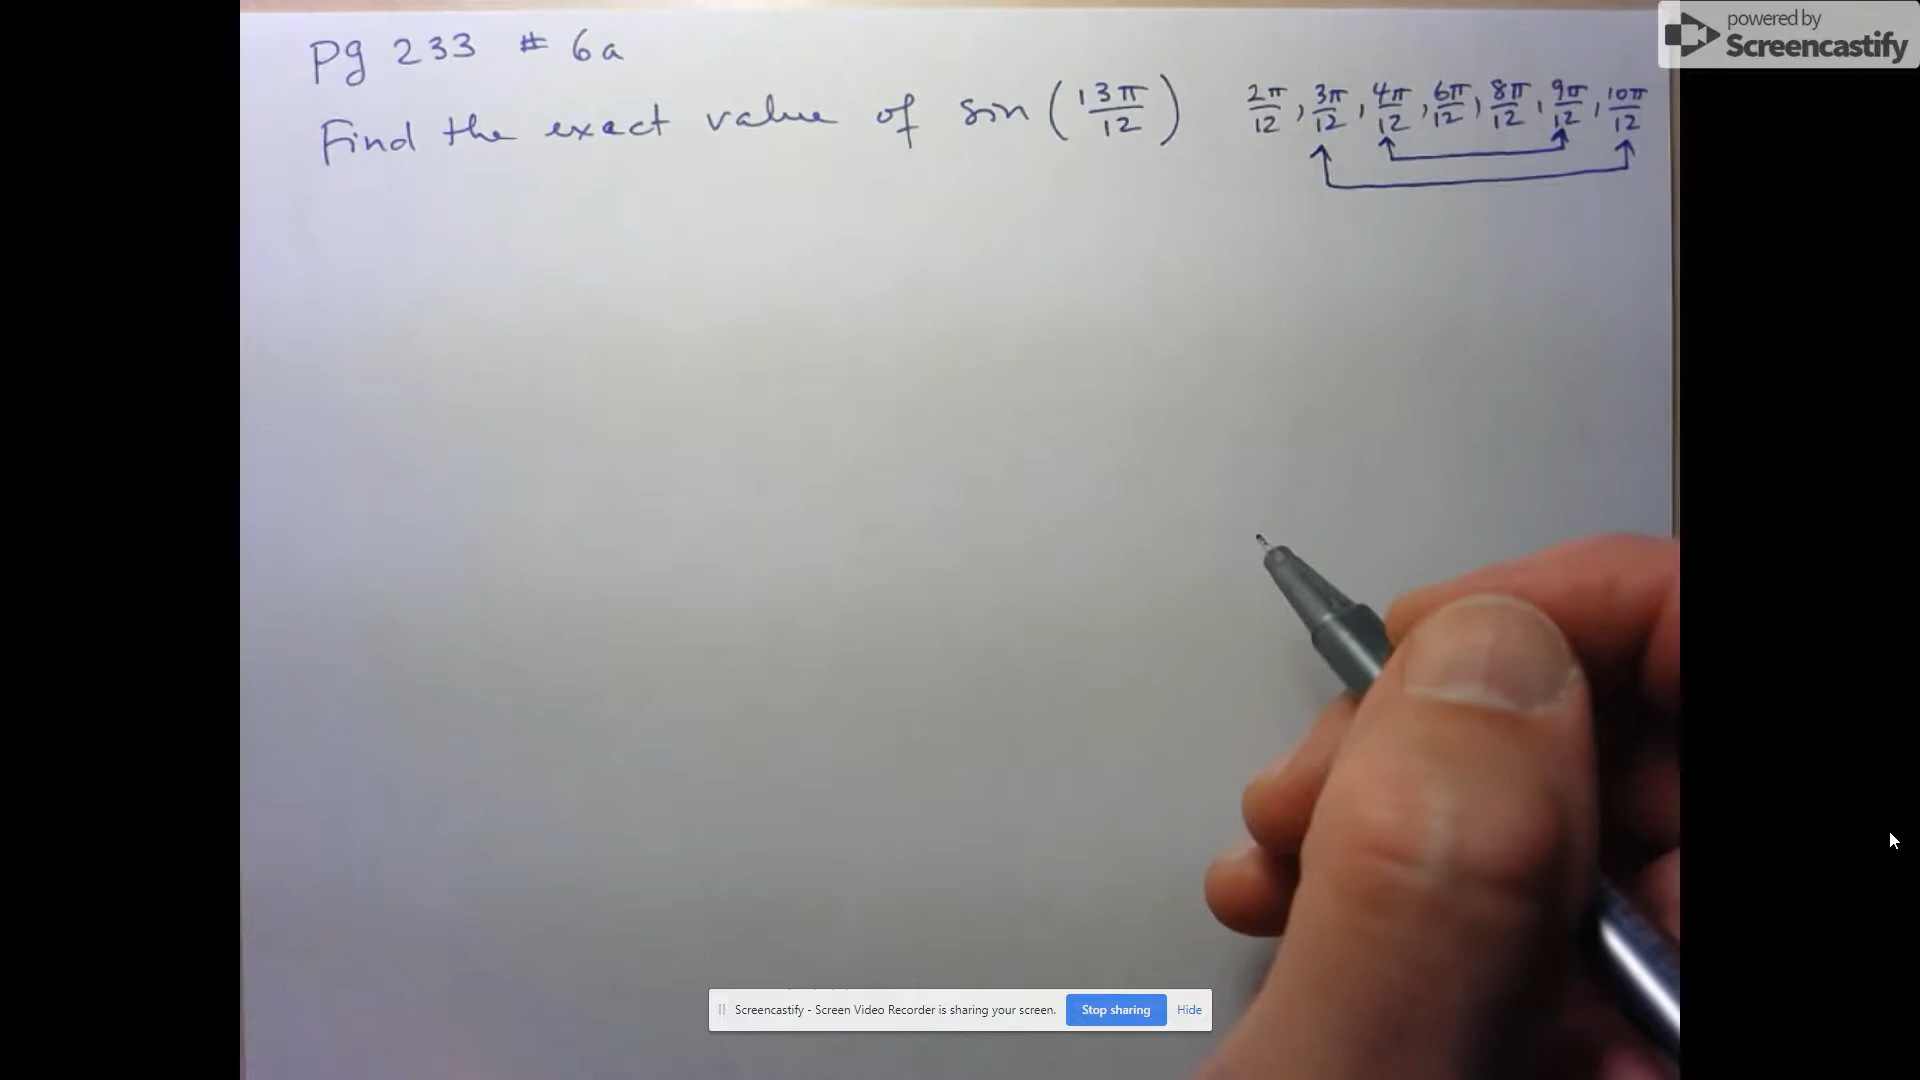 powered by
Screencastify
pg 233 # 6a
Find the exact value of sin (13π/12) 2π/12, 3π/12, 4π/12, 6π/12, 8π/12, 9π/12, 10π/12
Screencastify - Screen Video Recorder is sharing your screen. Stop sharing Hide